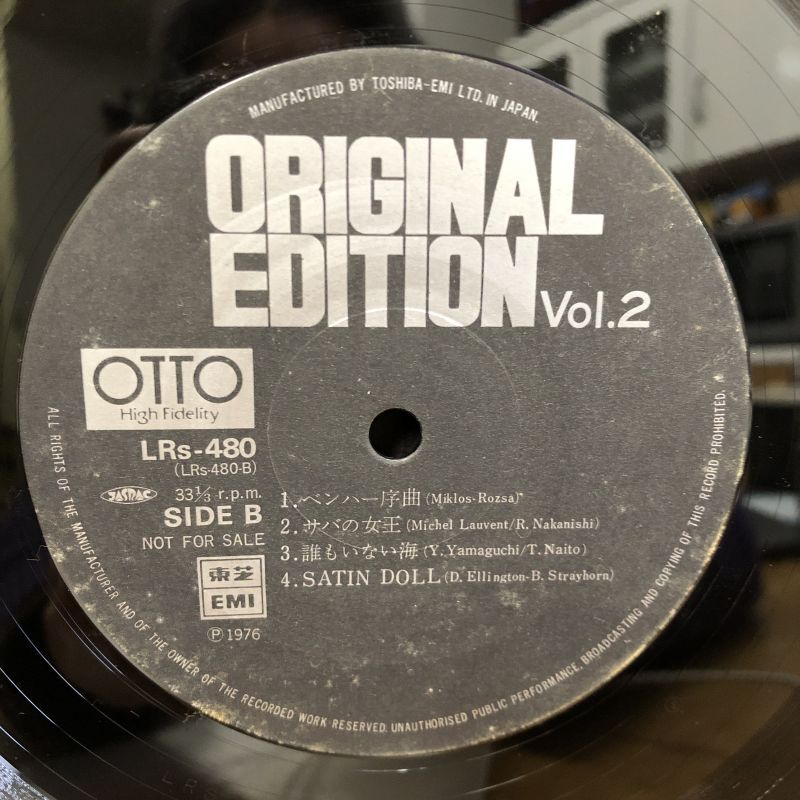 MANUFACTURED BY TOSHIBA-EMI LTD. IN JAPAN.
ORIGINAL
EDITION Vol.2
OTTO
High Fidelity
LRs-480
(LRs-480-B)
JASRAC 33⅓ r.p.m.
SIDE B
NOT FOR SALE
東芝
EMI
Ⓟ 1976
1.ベンハー序曲 (Miklos-Rozsa)
2.サバの女王 (Michel Lauvent/R. Nakanishi)
3.誰もいない海 (Y. Yamaguchi/T. Naito)
4.SATIN DOLL (D. Ellington-B. Strayhorn)
ALL RIGHTS OF THE MANUFACTURER AND OF THE OWNER OF THE RECORDED WORK RESERVED. UNAUTHORISED PUBLIC PERFORMANCE, BROADCASTING AND COPYING OF THIS RECORD PROHIBITED.